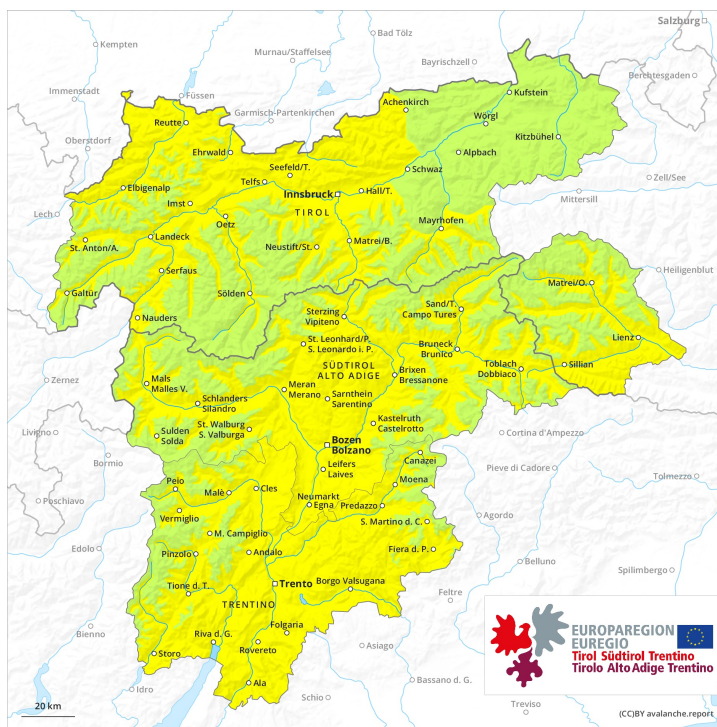 Salzburg
Bad Tölz
Kempten
Murnau/Staffelsee
Bayrischzell
Berchtesgaden
Immenstadt
Füssen
Garmisch-Partenkirchen
Achenkirch
Kufstein
Wörgl
Reutte
Oberstdorf
Ehrwald
Kitzbühel
Alpbach
Seefeld/T.
Telfs
Schwaz
Zell/See
Elbigenalp
Innsbruck
Hall/T.
Mittersill
Imst
TIROL
Lech
Oetz
Mayrhofen
Landeck
St. Anton/A.
Neustift/St.
Matrei/B.
Serfaus
Heiligenblut
Matrei/O.
Galtür
Sölden
Nauders
Sterzing
Vipiteno
Sand/T.
Campo Tures
Lienz
St. Leonhard/P.
S. Leonardo i. P.
Bruneck
Brunico
Toblach
Dobbiaco
Sillian
SÜDTIROL
ALTO ADIGE
Brixen
Bressanone
Zernez
Mals
Malles V.
Meran
Merano
Schlanders
Silandro
Sarnthein
Sarentino
St. Walburg
S. Valburga
Kastelruth
Castelrotto
Livigno
Sulden
Solda
Cortina d'Ampezzo
Bozen
Bolzano
Bormio
Canazei
Leifers
Laives
Pieve di Cadore
Tolmezzo
Poschiavo
Peio
Malè
Cles
Moena
Neumarkt
Egna
Predazzo
Vermiglio
Agordo
S. Martino d. C.
M. Campiglio
Edolo
Pinzolo
Andalo
Fiera d. P.
Belluno
Spilimbergo
Tione d. T.
Trento
Borgo Valsugana
Feltre
TRENTINO
Folgaria
Bienno
Riva d. G.
Rovereto
Storo
Asiago
Ala
Bassano d. G.
Idro
Schio
Treviso
20 km
EUROPAREGION
EUREGIO
Tirol Südtirol Trentino
Tirolo Alto Adige Trentino
(CC)BY avalanche.report